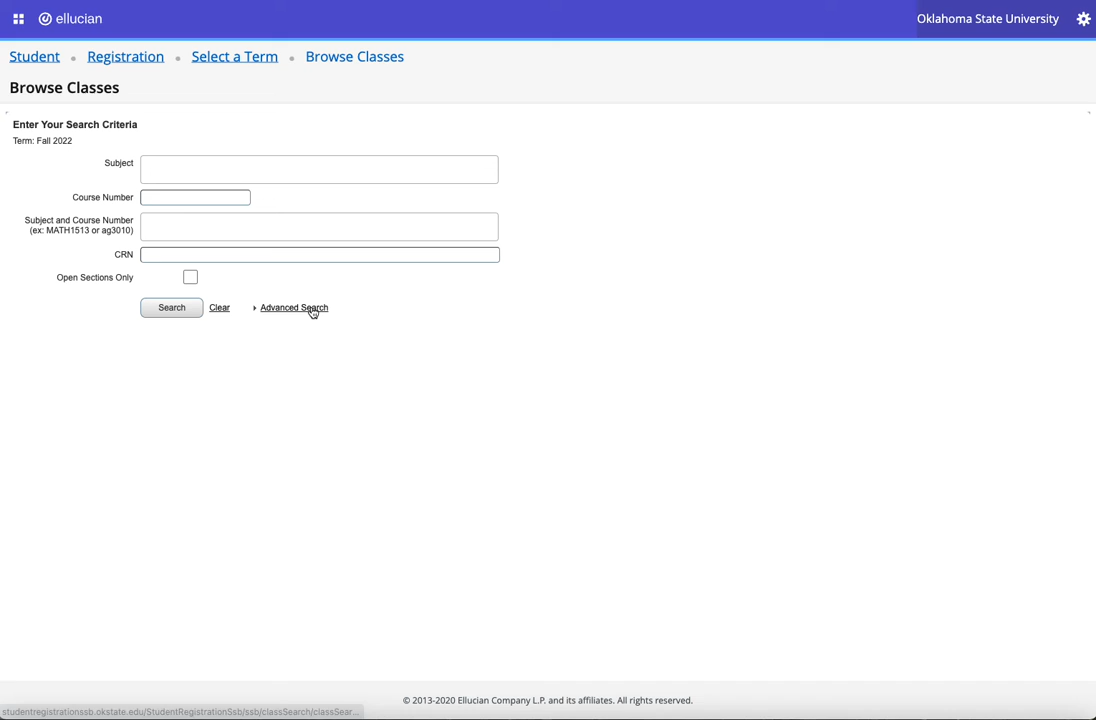 ellucian
Oklahoma State University
Student • Registration • Select a Term • Browse Classes
Browse Classes
Enter Your Search Criteria
Term: Fall 2022
Subject
Course Number
Subject and Course Number
(ex: MATH1513 or ag3010)
CRN
Open Sections Only
Search Clear Advanced Search
© 2013-2020 Ellucian Company L.P. and its affiliates. All rights reserved.
studentregistrationssb.okstate.edu/StudentRegistrationSsb/ssb/classSearch/classSear...